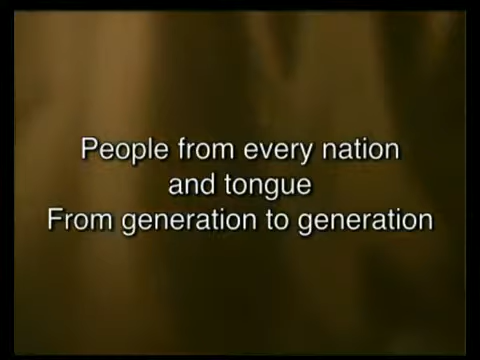 People from every nation
and tongue
From generation to generation